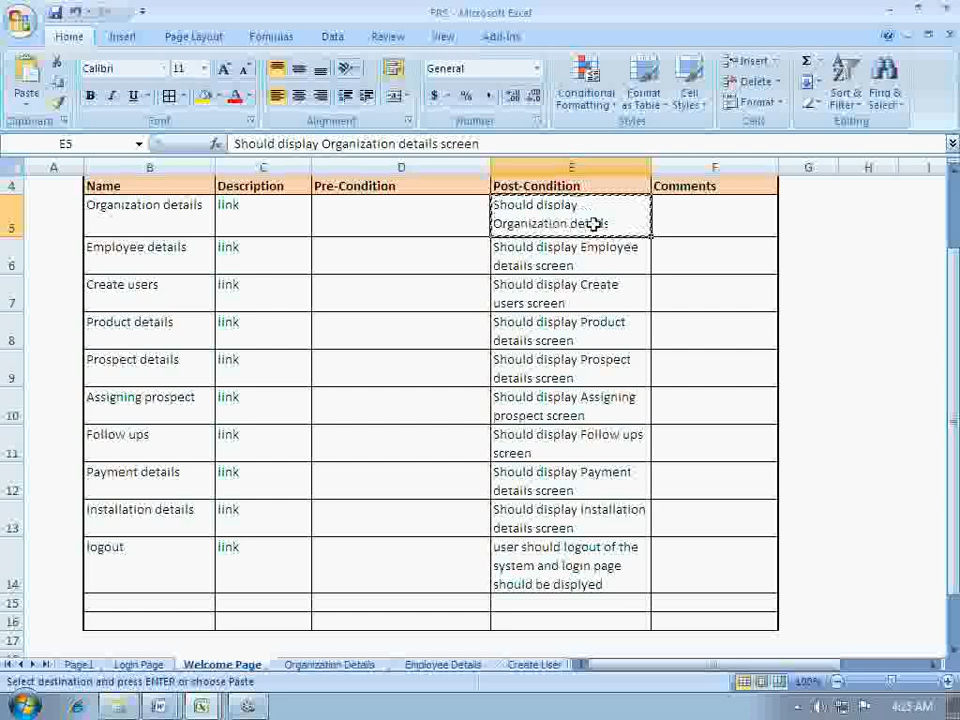 PRS - Microsoft Excel
Home Insert Page Layout Formulas Data Review View Add-Ins
Paste
Calibri 11
General
Conditional Formatting
Format as Table
Cell Styles
Insert
Delete
Format
Sort & Filter
Find & Select
Clipboard Font Alignment Number Styles Cells Editing
E5 fx Should display Organization details screen
A B C D E F G H I
4 Name Description Pre-Condition Post-Condition Comments
5 Organization details link Should display
Organization details
6 Employee details link Should display Employee
details screen
7 Create users link Should display Create
users screen
8 Product details link Should display Product
details screen
9 Prospect details link Should display Prospect
details screen
10 Assigning prospect link Should display Assigning
prospect screen
11 Follow ups link Should display Follow ups
screen
12 Payment details link Should display Payment
details screen
13 Installation details link Should display Installation
details screen
14 logout link user should logout of the
system and login page
should be displyed
15
16
17
Page1 Login Page Welcome Page Organization Details Employee Details Create User
Select destination and press ENTER or choose Paste 100%
4:25 AM